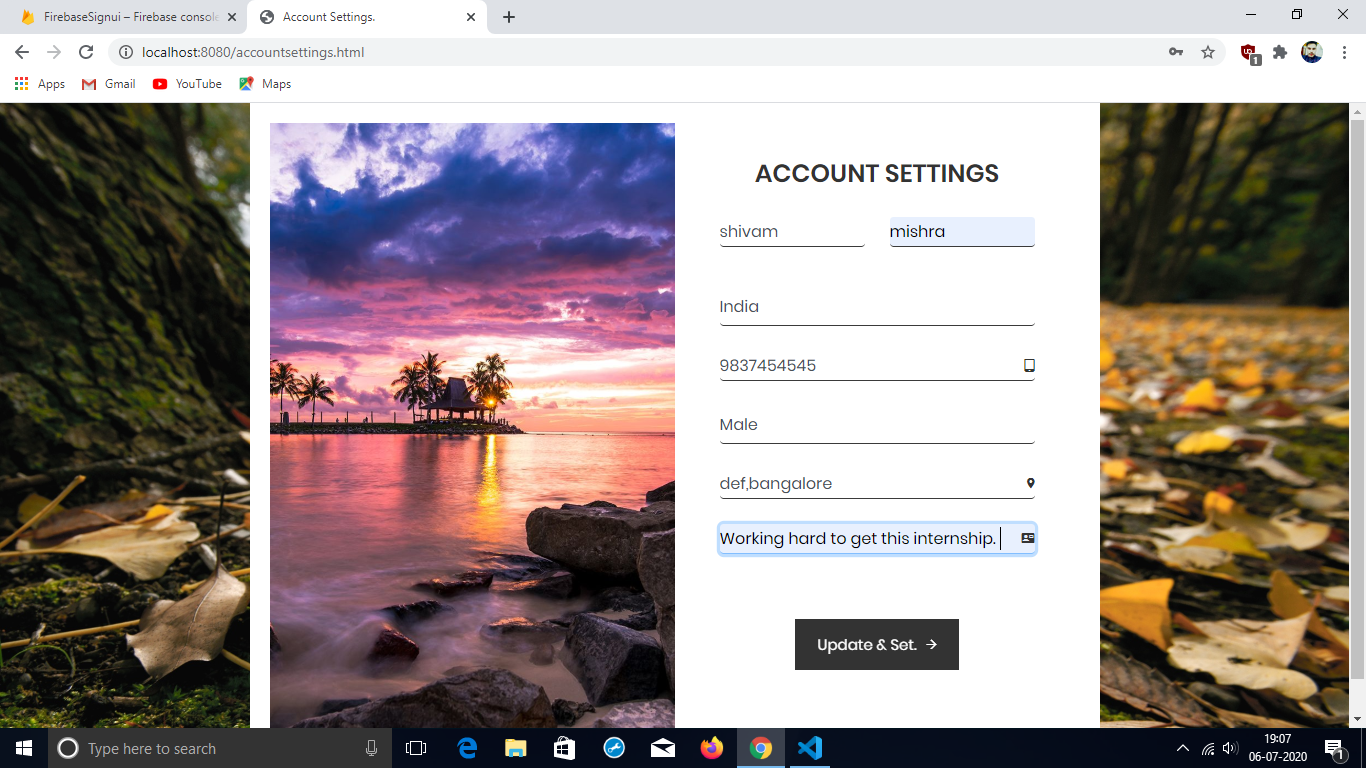 FirebaseSignui – Firebase console
Account Settings.
localhost:8080/accountsettings.html
Apps
Gmail
YouTube
Maps
1
ACCOUNT SETTINGS
shivam
mishra
India
9837454545
Male
def,bangalore
Working hard to get this internship.
Update & Set. →
Type here to search
19:07
06-07-2020
1